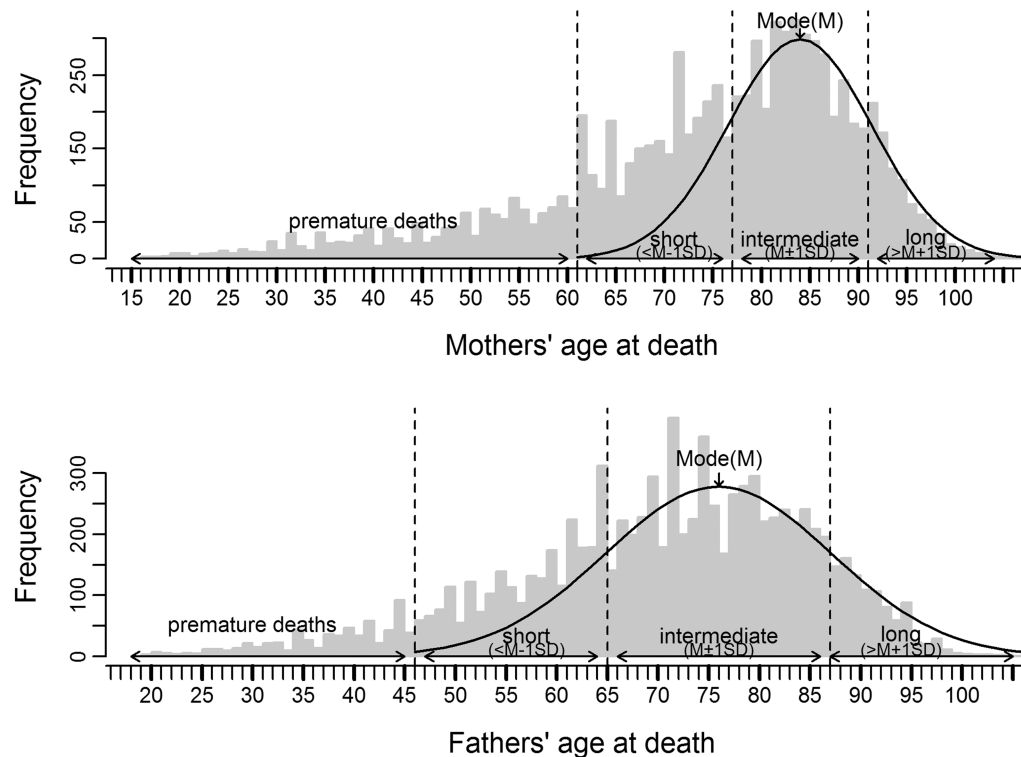 Mode(M)
Frequency
250
150
50
0
premature deaths
short
(<M-1SD)
intermediate
(M±1SD)
long
(>M+1SD)
15 20 25 30 35 40 45 50 55 60 65 70 75 80 85 90 95 100
Mothers' age at death
Mode(M)
Frequency
300
200
100
0
premature deaths
short
(<M-1SD)
intermediate
(M±1SD)
long
(>M+1SD)
20 25 30 35 40 45 50 55 60 65 70 75 80 85 90 95 100
Fathers' age at death